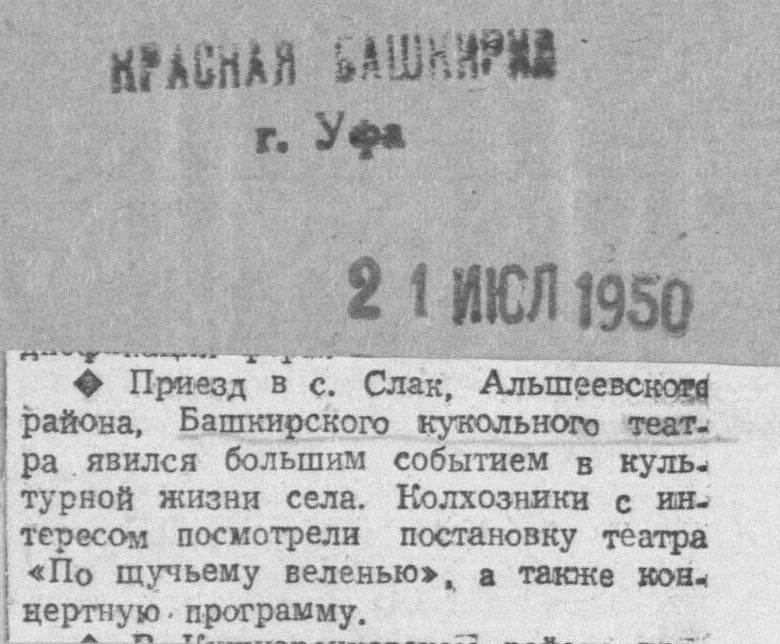 КРАСНАЯ БАШКИРИЯ
г. Уфа
21 ИЮЛ 1950
◆ Приезд в с. Слак, Альшеевского
района, Башкирского кукольного теат-
ра явился большим событием в куль-
турной жизни села. Колхозники с ин-
тересом посмотрели постановку театра
«По щучьему веленью», а также кон-
цертную программу.